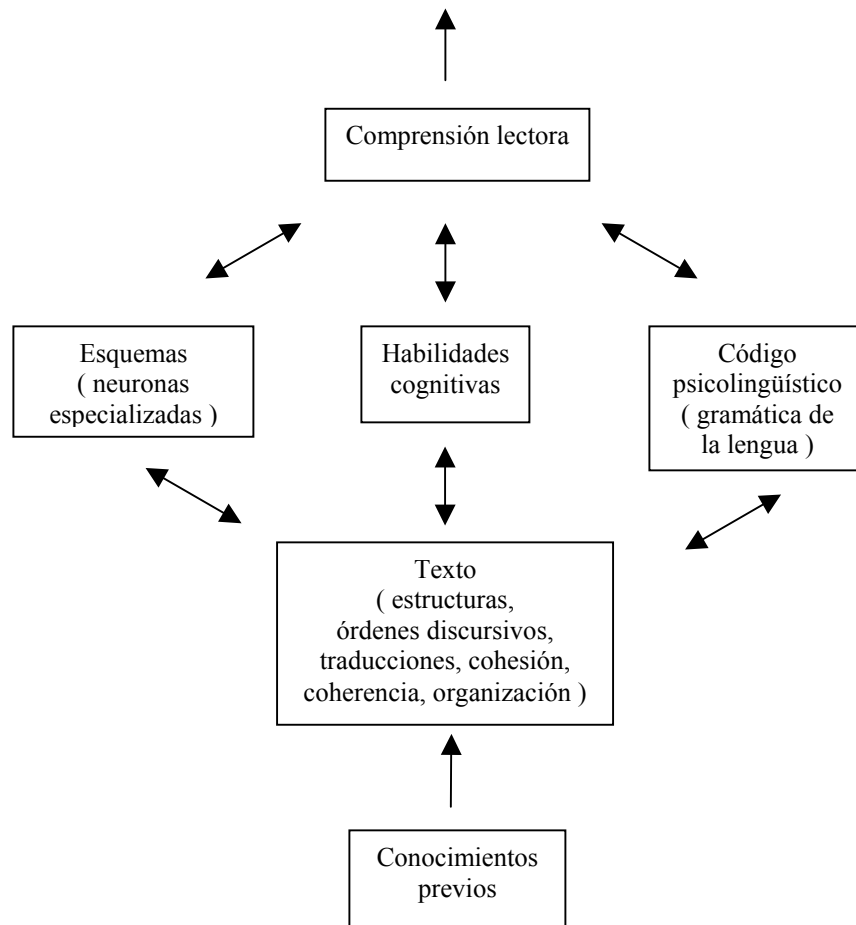 Comprensión lectora
Esquemas
( neuronas
especializadas )
Habilidades
cognitivas
Código
psicolingüístico
( gramática de
la lengua )
Texto
( estructuras,
órdenes discursivos,
traducciones, cohesión,
coherencia, organización )
Conocimientos
previos